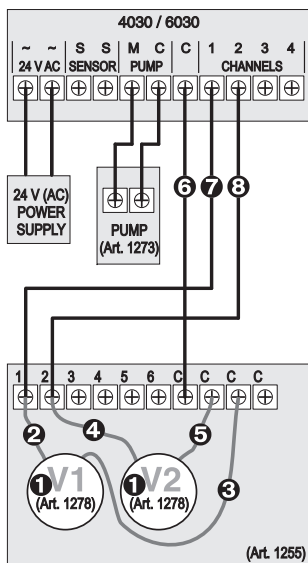 4030 / 6030
~ ~ S S M C C 1 2 3 4
24 V AC SENSOR PUMP CHANNELS
24 V (AC)
POWER
SUPPLY
PUMP
(Art. 1273)
6 7 8
1 2 3 4 5 6 C C C C
2 4 5
1 V1 1 V2 3
(Art. 1278) (Art. 1278)
(Art. 1255)